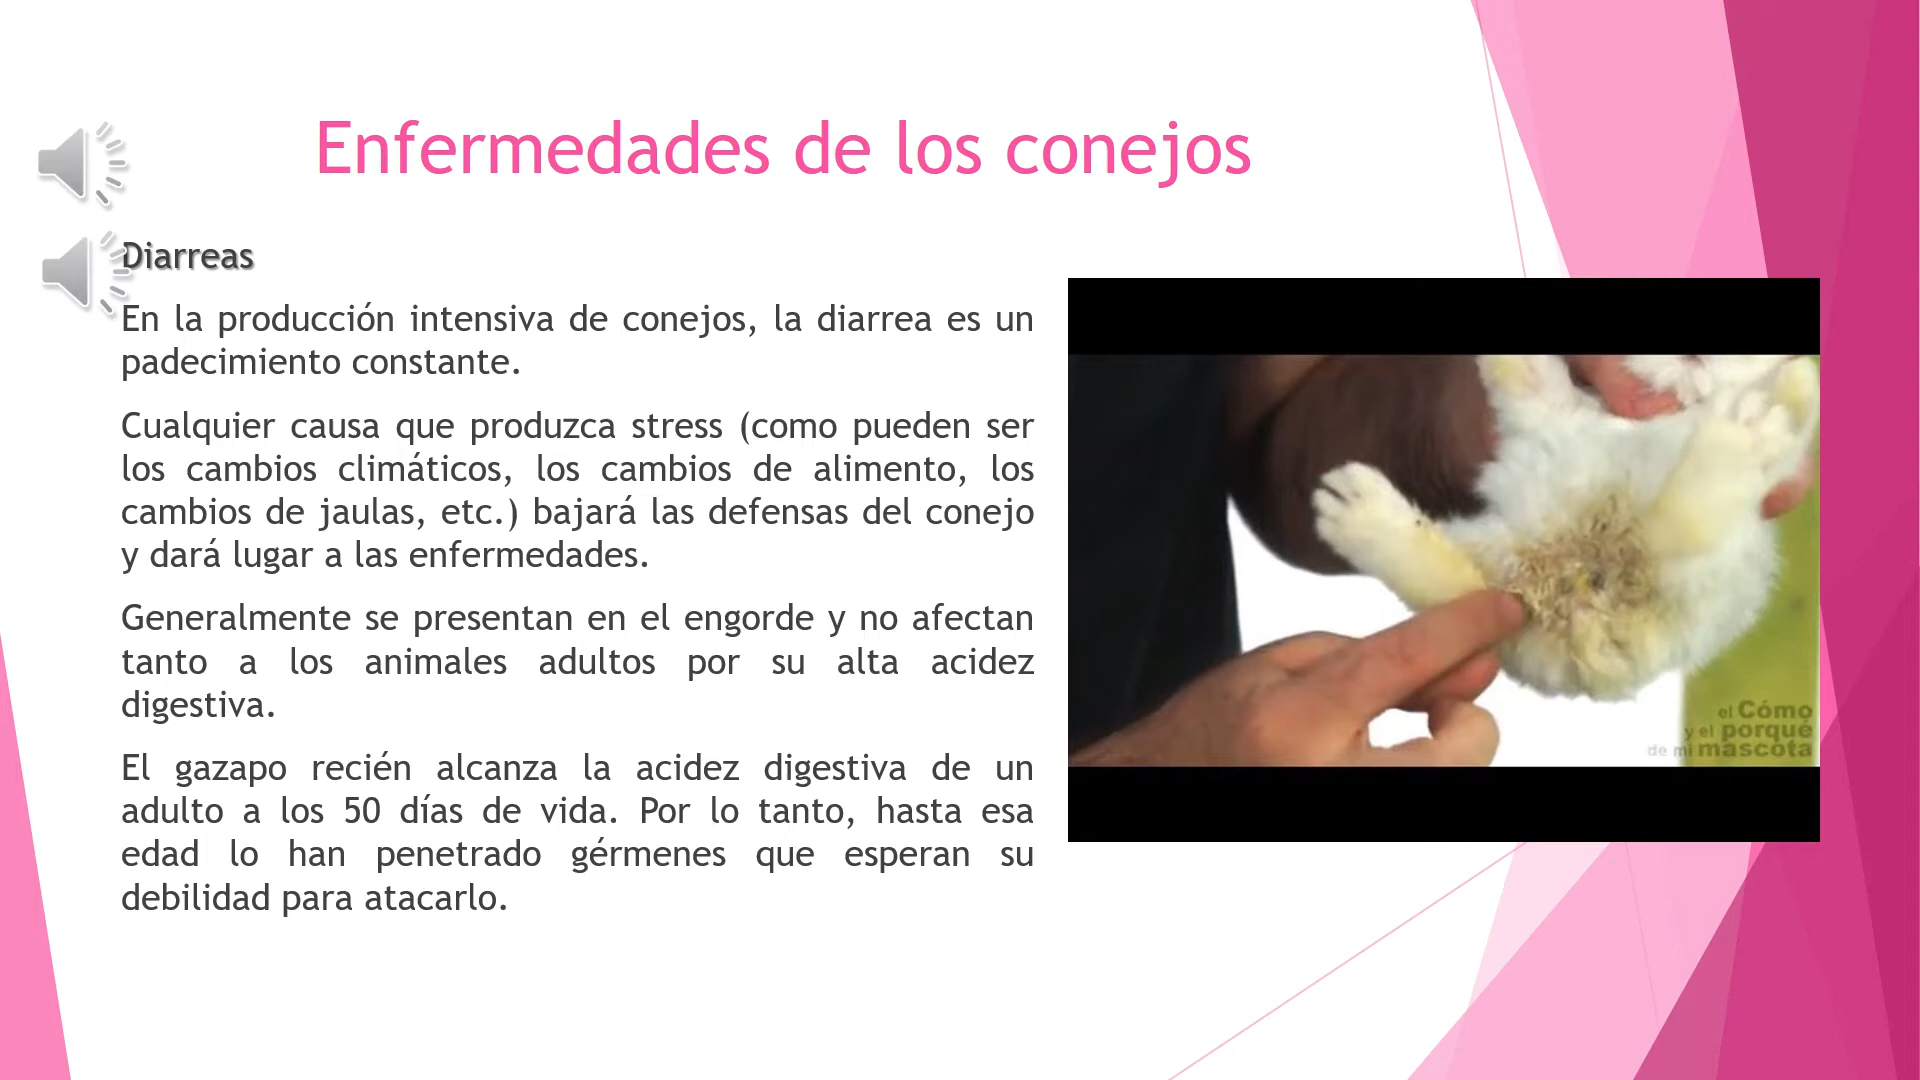 Enfermedades de los conejos
Diarreas
En la producción intensiva de conejos, la diarrea es un
padecimiento constante.
Cualquier causa que produzca stress (como pueden ser
los cambios climáticos, los cambios de alimento, los
cambios de jaulas, etc.) bajará las defensas del conejo
y dará lugar a las enfermedades.
Generalmente se presentan en el engorde y no afectan
tanto a los animales adultos por su alta acidez
digestiva.
El gazapo recién alcanza la acidez digestiva de un
adulto a los 50 días de vida. Por lo tanto, hasta esa
edad lo han penetrado gérmenes que esperan su
debilidad para atacarlo.
el Cómo
y el porqué
de mi mascota